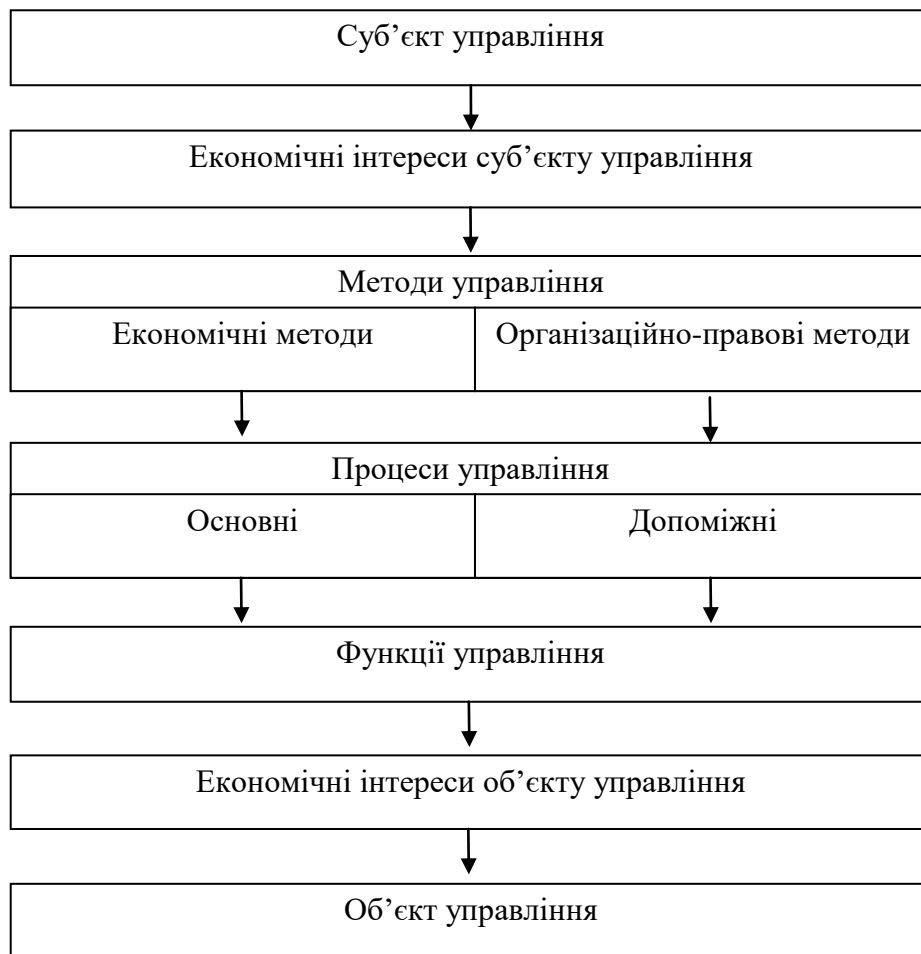 Суб’єкт управління
Економічні інтереси суб’єкту управління
Методи управління
Економічні методи
Організаційно-правові методи
Процеси управління
Основні
Допоміжні
Функції управління
Економічні інтереси об’єкту управління
Об’єкт управління